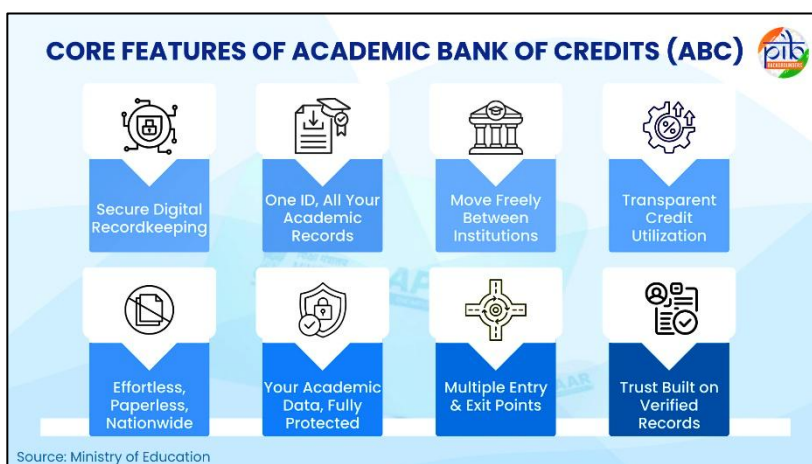 CORE FEATURES OF ACADEMIC BANK OF CREDITS (ABC)
pib
BACKGROUNDERS
Secure Digital
Recordkeeping
One ID, All Your
Academic
Records
Move Freely
Between
Institutions
Transparent
Credit
Utilization
Effortless,
Paperless,
Nationwide
Your Academic
Data, Fully
Protected
Multiple Entry
& Exit Points
Trust Built on
Verified
Records
Source: Ministry of Education